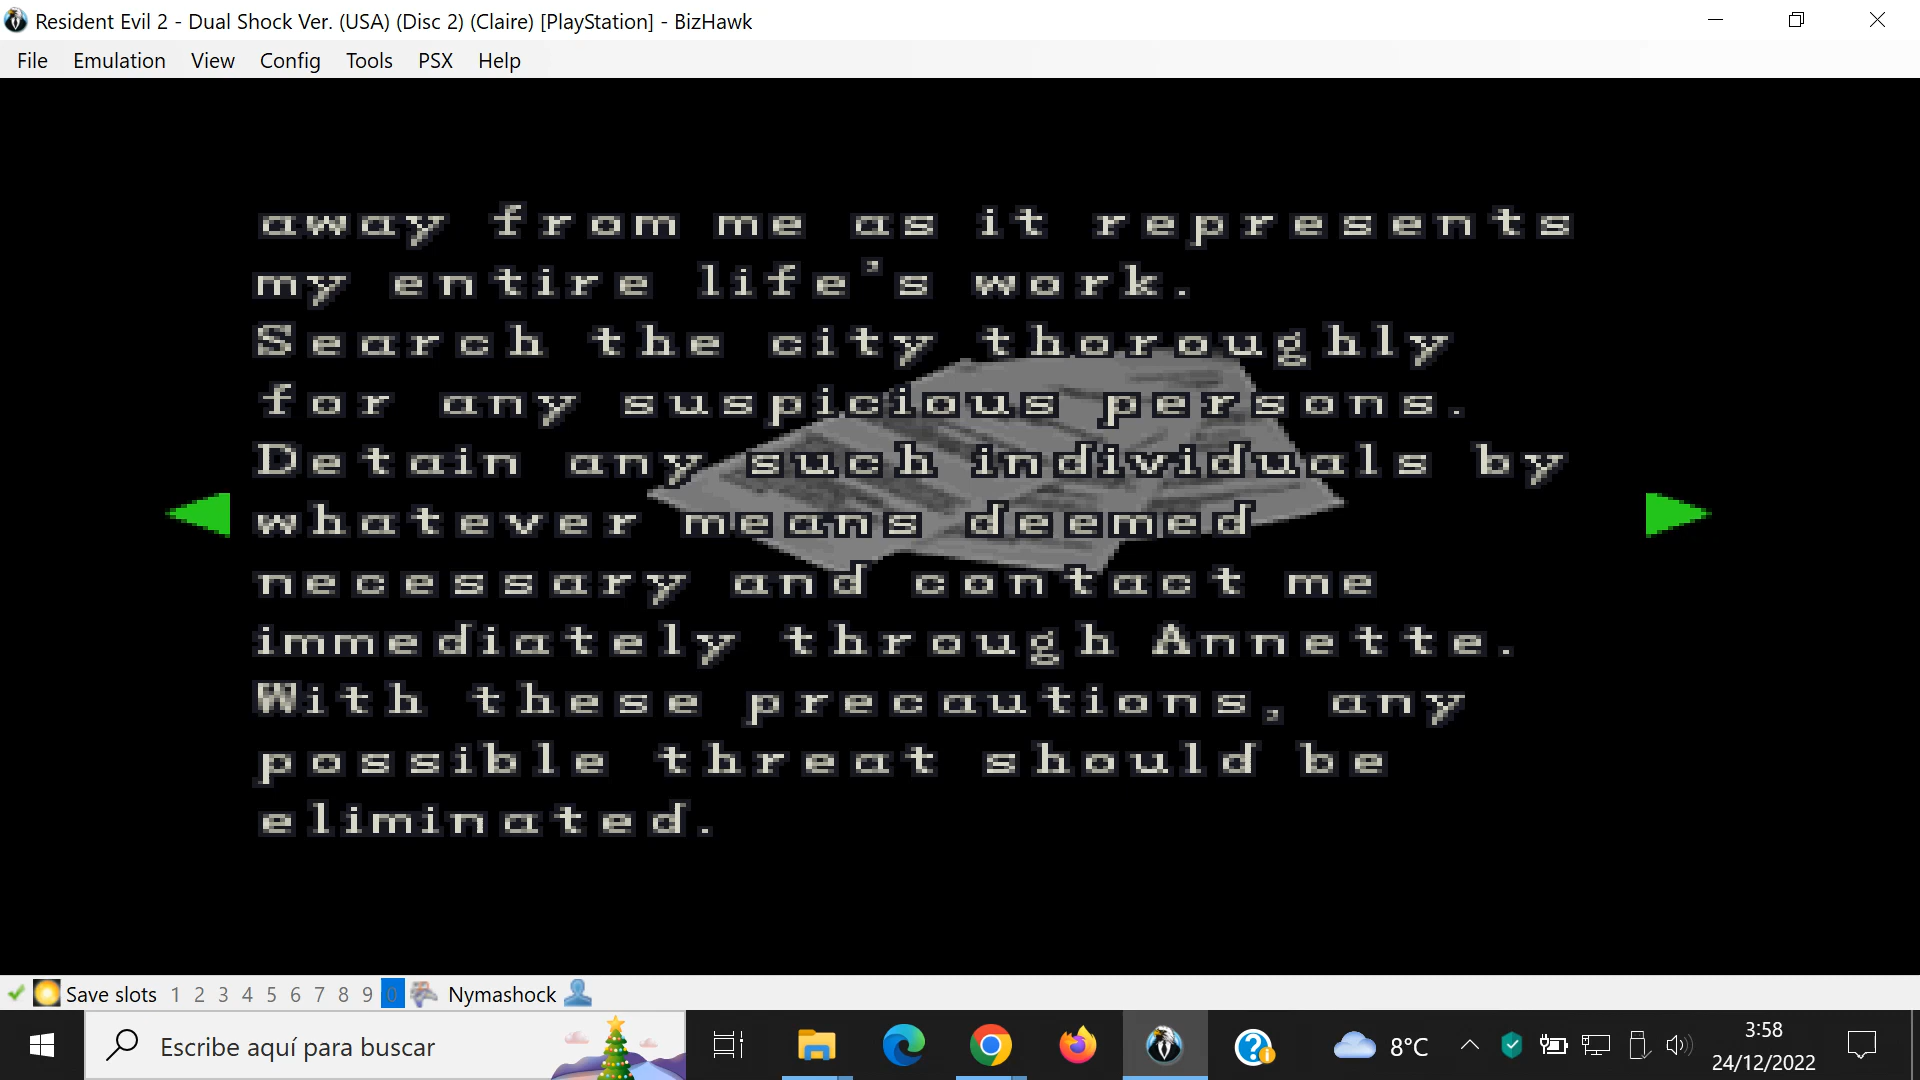 Resident Evil 2 - Dual Shock Ver. (USA) (Disc 2) (Claire) [PlayStation] - BizHawk
File Emulation View Config Tools PSX Help
away from me as it represents
my entire life's work.
Search the city thoroughly
for any suspicious persons.
Detain any such individuals by
whatever means deemed
necessary and contact me
immediately through Annette.
With these precautions, any
possible threat should be
eliminated.
Save slots 1 2 3 4 5 6 7 8 9 0 Nymashock
Escribe aquí para buscar
8°C
3:58
24/12/2022